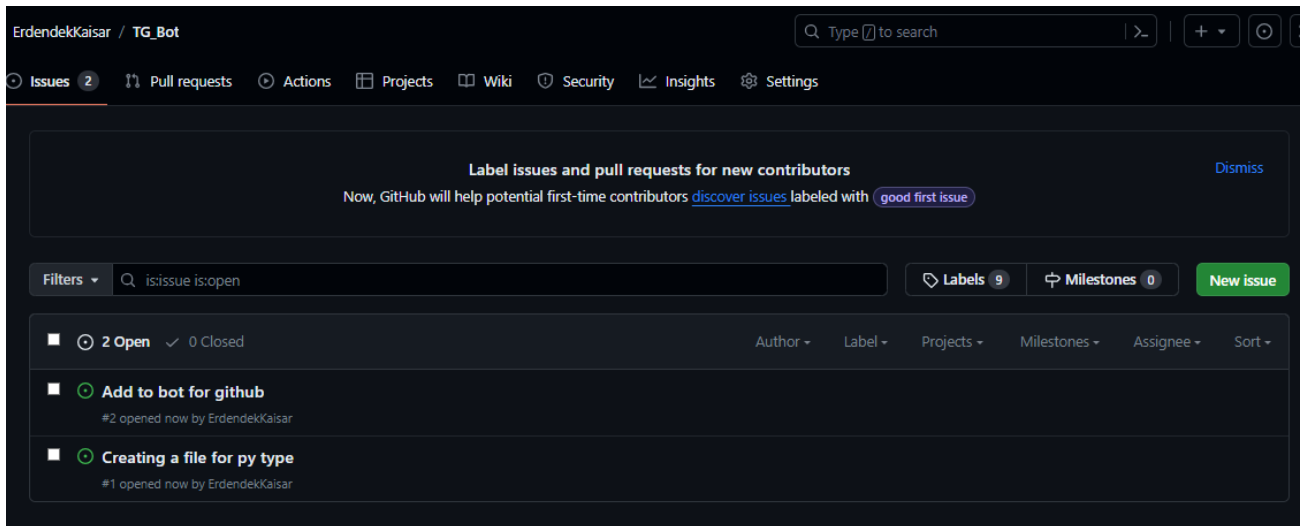 ErdendekKaisar / TG_Bot
Type / to search
Issues 2 Pull requests Actions Projects Wiki Security Insights Settings
Label issues and pull requests for new contributors
Dismiss
Now, GitHub will help potential first-time contributors discover issues labeled with good first issue
Filters is:issue is:open Labels 9 Milestones 0 New issue
2 Open 0 Closed Author Label Projects Milestones Assignee Sort
Add to bot for github
#2 opened now by ErdendekKaisar
Creating a file for py type
#1 opened now by ErdendekKaisar